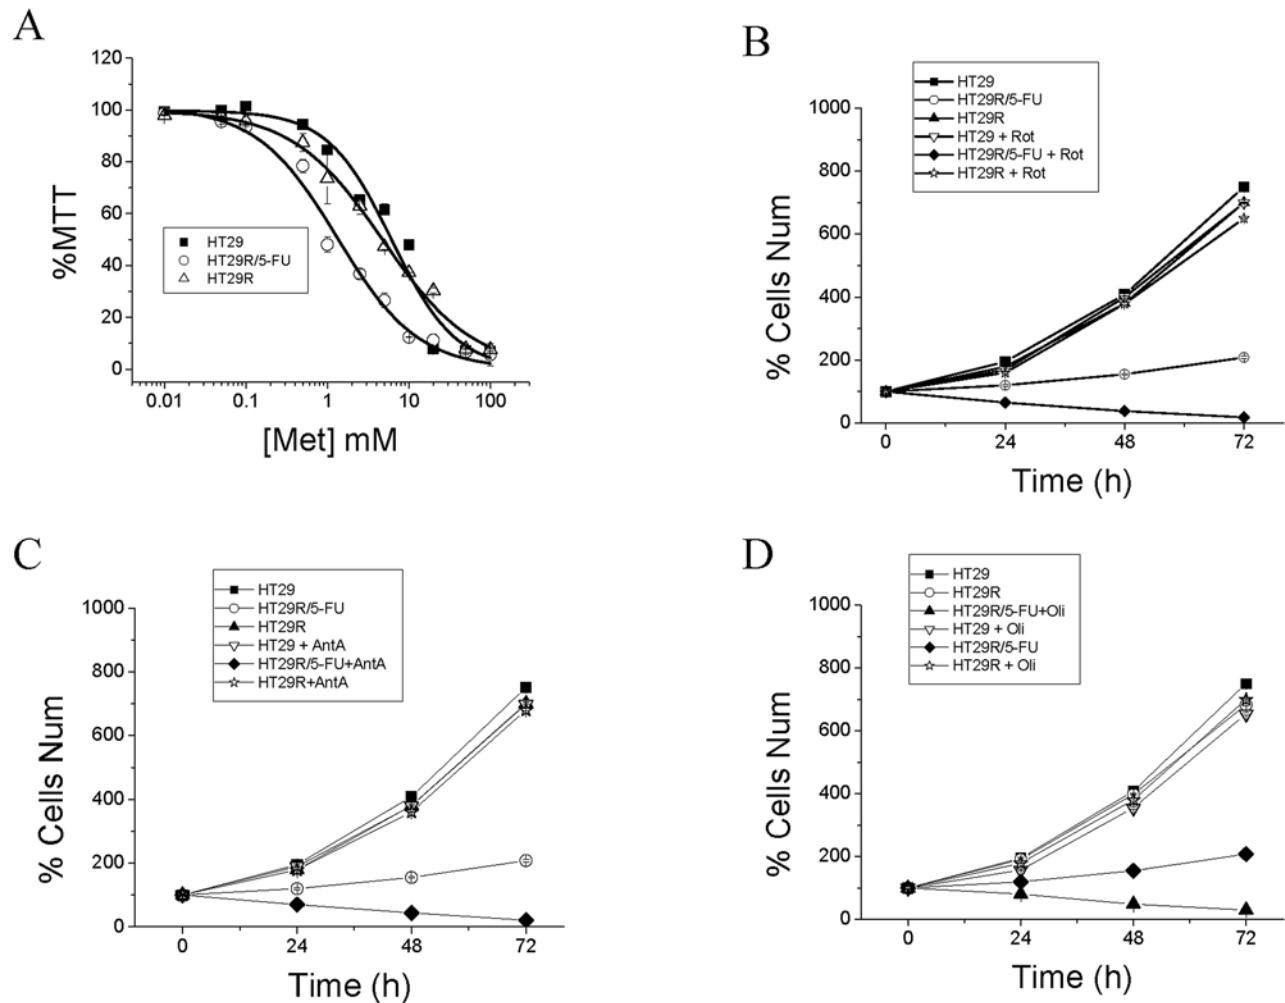 A
120
100
80
60
40
20
0
%MTT
HT29
HT29R/5-FU
HT29R
0.01 0.1 1 10 100
[Met] mM
B
HT29
HT29R/5-FU
HT29R
HT29 + Rot
HT29R/5-FU + Rot
HT29R + Rot
1000
800
600
400
200
0
% Cells Num
0 24 48 72
Time (h)
C
HT29
HT29R/5-FU
HT29R
HT29 + AntA
HT29R/5-FU+AntA
HT29R+AntA
1000
800
600
400
200
0
% Cells Num
0 24 48 72
Time (h)
D
HT29
HT29R
HT29R/5-FU+Oli
HT29 + Oli
HT29R/5-FU
HT29R + Oli
1000
800
600
400
200
0
% Cells Num
0 24 48 72
Time (h)